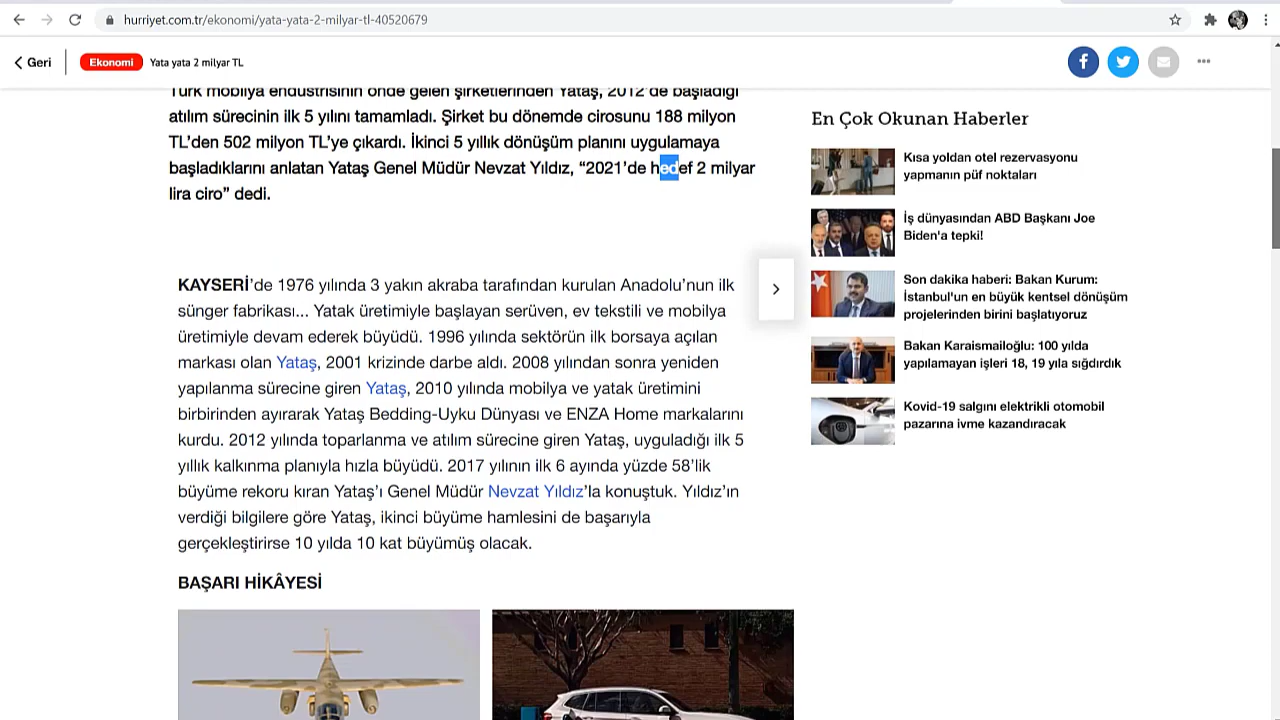 hurriyet.com.tr/ekonomi/yata-yata-2-milyar-tl-40520679
Geri
Ekonomi
Yata yata 2 milyar TL
Türk mobilya endüstrisinin önde gelen şirketlerinden Yataş, 2012'de başladığı
atılım sürecinin ilk 5 yılını tamamladı. Şirket bu dönemde cirosunu 188 milyon
TL’den 502 milyon TL’ye çıkardı. İkinci 5 yıllık dönüşüm planını uygulamaya
başladıklarını anlatan Yataş Genel Müdür Nevzat Yıldız, “2021’de hedef 2 milyar
lira ciro” dedi.
KAYSERİ’de 1976 yılında 3 yakın akraba tarafından kurulan Anadolu’nun ilk
sünger fabrikası... Yatak üretimiyle başlayan serüven, ev tekstili ve mobilya
üretimiyle devam ederek büyüdü. 1996 yılında sektörün ilk borsaya açılan
markası olan Yataş, 2001 krizinde darbe aldı. 2008 yılından sonra yeniden
yapılanma sürecine giren Yataş, 2010 yılında mobilya ve yatak üretimini
birbirinden ayırarak Yataş Bedding-Uyku Dünyası ve ENZA Home markalarını
kurdu. 2012 yılında toparlanma ve atılım sürecine giren Yataş, uyguladığı ilk 5
yıllık kalkınma planıyla hızla büyüdü. 2017 yılının ilk 6 ayında yüzde 58’lik
büyüme rekoru kıran Yataş’ı Genel Müdür Nevzat Yıldız’la konuştuk. Yıldız’ın
verdiği bilgilere göre Yataş, ikinci büyüme hamlesini de başarıyla
gerçekleştirirse 10 yılda 10 kat büyümüş olacak.
BAŞARI HİKÂYESİ
En Çok Okunan Haberler
Kısa yoldan otel rezervasyonu
yapmanın püf noktaları
İş dünyasından ABD Başkanı Joe
Biden'a tepki!
Son dakika haberi: Bakan Kurum:
İstanbul'un en büyük kentsel dönüşüm
projelerinden birini başlatıyoruz
Bakan Karaismailoğlu: 100 yılda
yapılamayan işleri 18, 19 yıla sığdırdık
Kovid-19 salgını elektrikli otomobil
pazarına ivme kazandıracak